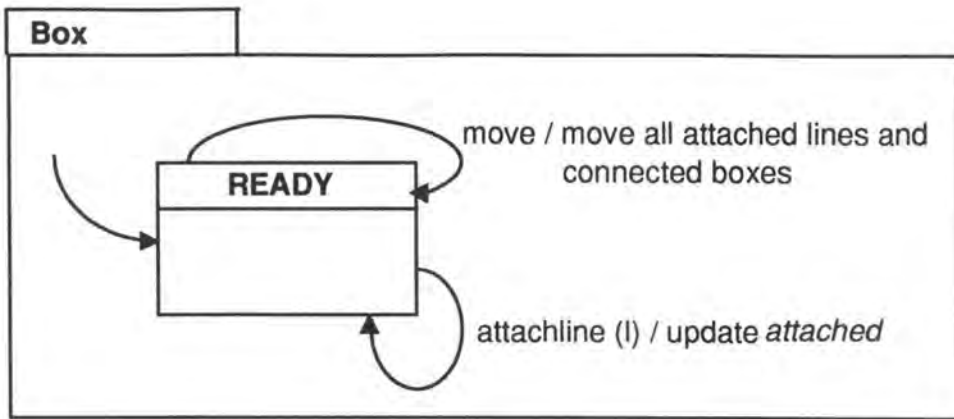 Box
READY
move / move all attached lines and
connected boxes
attachline (l) / update attached